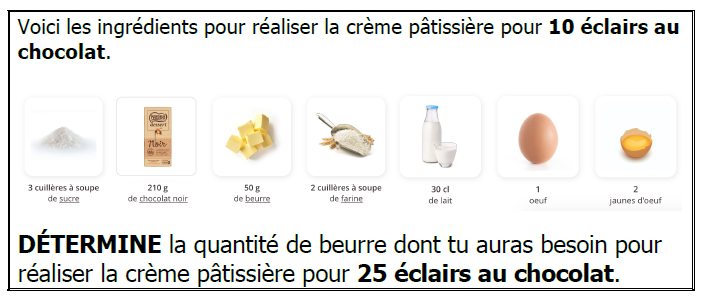 Voici les ingrédients pour réaliser la crème pâtissière pour 10 éclairs au
chocolat.
Nestlé
dessert
Noir
3 cuillères à soupe
de sucre
210 g
de chocolat noir
50 g
de beurre
2 cuillères à soupe
de farine
30 cl
de lait
1
oeuf
2
jaunes d'oeuf
DÉTERMINE la quantité de beurre dont tu auras besoin pour
réaliser la crème pâtissière pour 25 éclairs au chocolat.